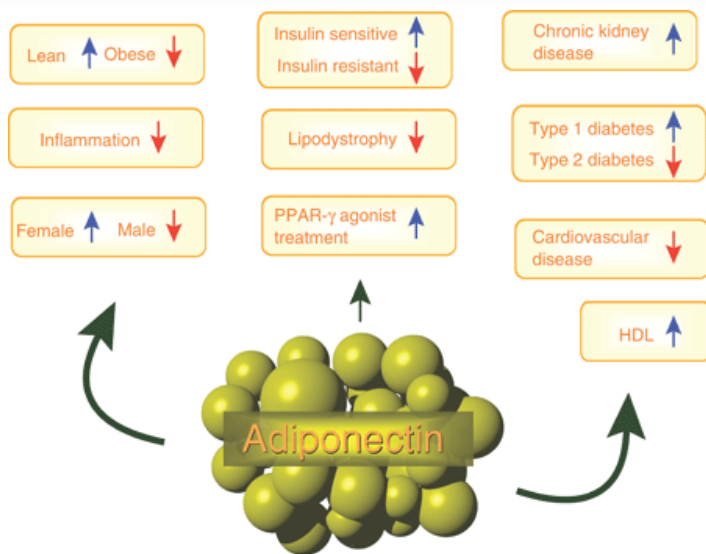 Lean Obese
Inflammation
Female Male
Insulin sensitive
Insulin resistant
Lipodystrophy
PPAR-γ agonist
treatment
Chronic kidney
disease
Type 1 diabetes
Type 2 diabetes
Cardiovascular
disease
HDL
Adiponectin